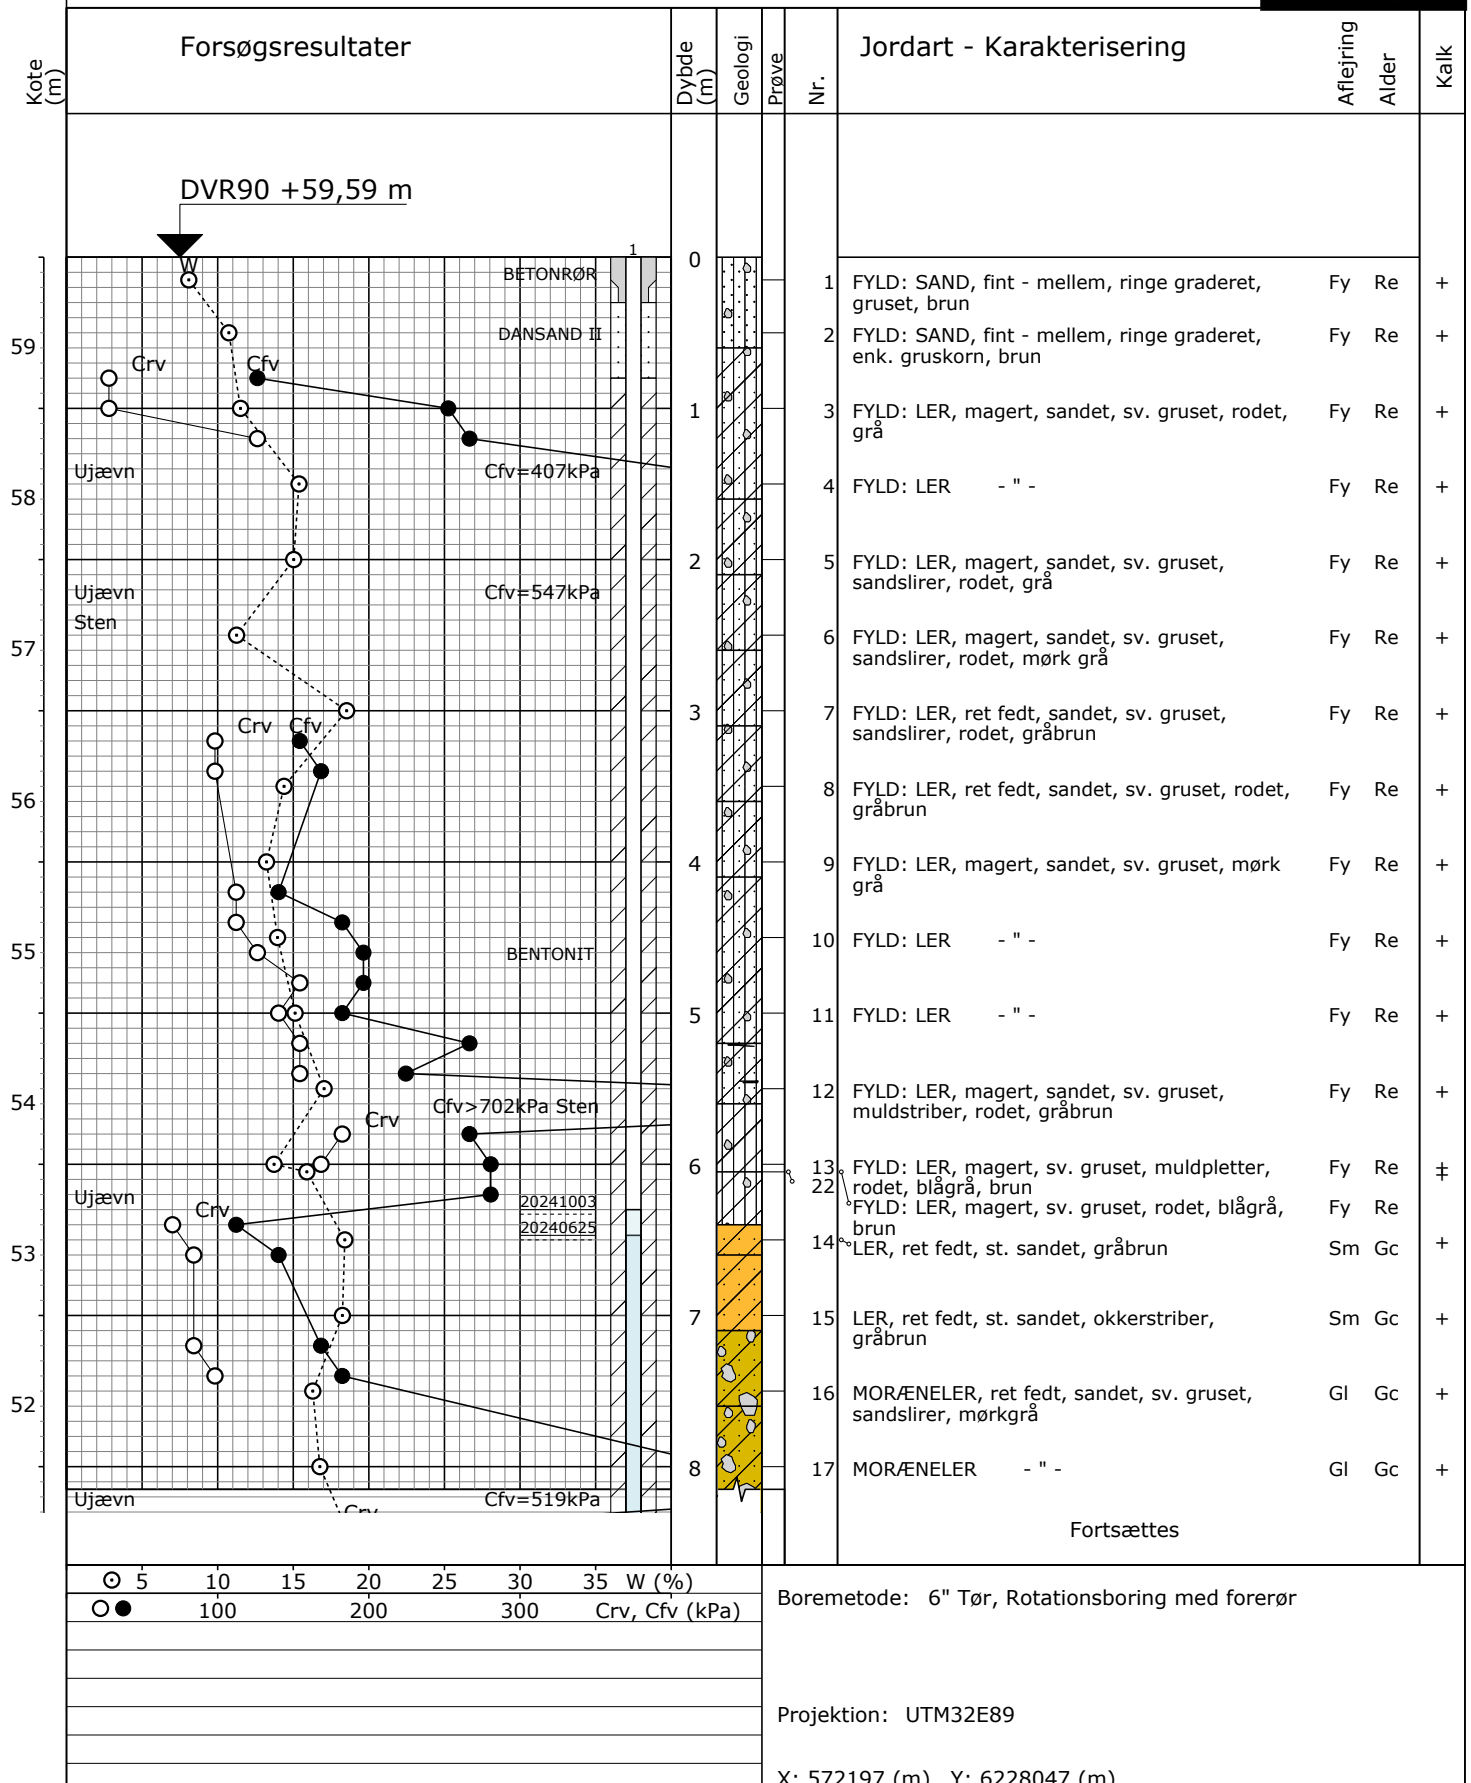 Forsøgsresultater
Kote (m)
Dybde (m)
Geologi
Prøve
Nr.
Jordart - Karakterisering
Aflejring
Alder
Kalk
DVR90 +59,59 m
W
1
0
BETONRØR
1 FYLD: SAND, fint - mellem, ringe graderet, Fy Re +
gruset, brun
DANSAND II
59
2 FYLD: SAND, fint - mellem, ringe graderet, Fy Re +
enk. gruskorn, brun
Crv Cfv
1
3 FYLD: LER, magert, sandet, sv. gruset, rodet, Fy Re +
grå
Ujævn Cfv=407kPa
58
4 FYLD: LER - " - Fy Re +
2
5 FYLD: LER, magert, sandet, sv. gruset, Fy Re +
sandslirer, rodet, grå
Ujævn Cfv=547kPa
Sten
57
6 FYLD: LER, magert, sandet, sv. gruset, Fy Re +
sandslirer, rodet, mørk grå
3
7 FYLD: LER, ret fedt, sandet, sv. gruset, Fy Re +
sandslirer, rodet, gråbrun
Crv Cfv
56
8 FYLD: LER, ret fedt, sandet, sv. gruset, rodet, Fy Re +
gråbrun
4
9 FYLD: LER, magert, sandet, sv. gruset, mørk Fy Re +
grå
55
BENTONIT
10 FYLD: LER - " - Fy Re +
5
11 FYLD: LER - " - Fy Re +
54
12 FYLD: LER, magert, sandet, sv. gruset, Fy Re +
muldstriber, rodet, gråbrun
Cfv>702kPa Sten
Crv
6
13 FYLD: LER, magert, sv. gruset, muldpletter, Fy Re +
rodet, blågrå, brun
22 FYLD: LER, magert, sv. gruset, rodet, blågrå, Fy Re +
brun
Ujævn
Crv
20241003
20240625
53
14 LER, ret fedt, st. sandet, gråbrun Sm Gc +
7
15 LER, ret fedt, st. sandet, okkerstriber, Sm Gc +
gråbrun
52
16 MORÆNELER, ret fedt, sandet, sv. gruset, Gl Gc +
sandslirer, mørkgrå
8
17 MORÆNELER - " - Gl Gc +
Ujævn Cfv=519kPa
Crv
Fortsættes
5 10 15 20 25 30 35 W (%)
100 200 300 Crv, Cfv (kPa)
Boremetode: 6" Tør, Rotationsboring med forerør
Projektion: UTM32E89
X: 572197 (m) Y: 6228047 (m)